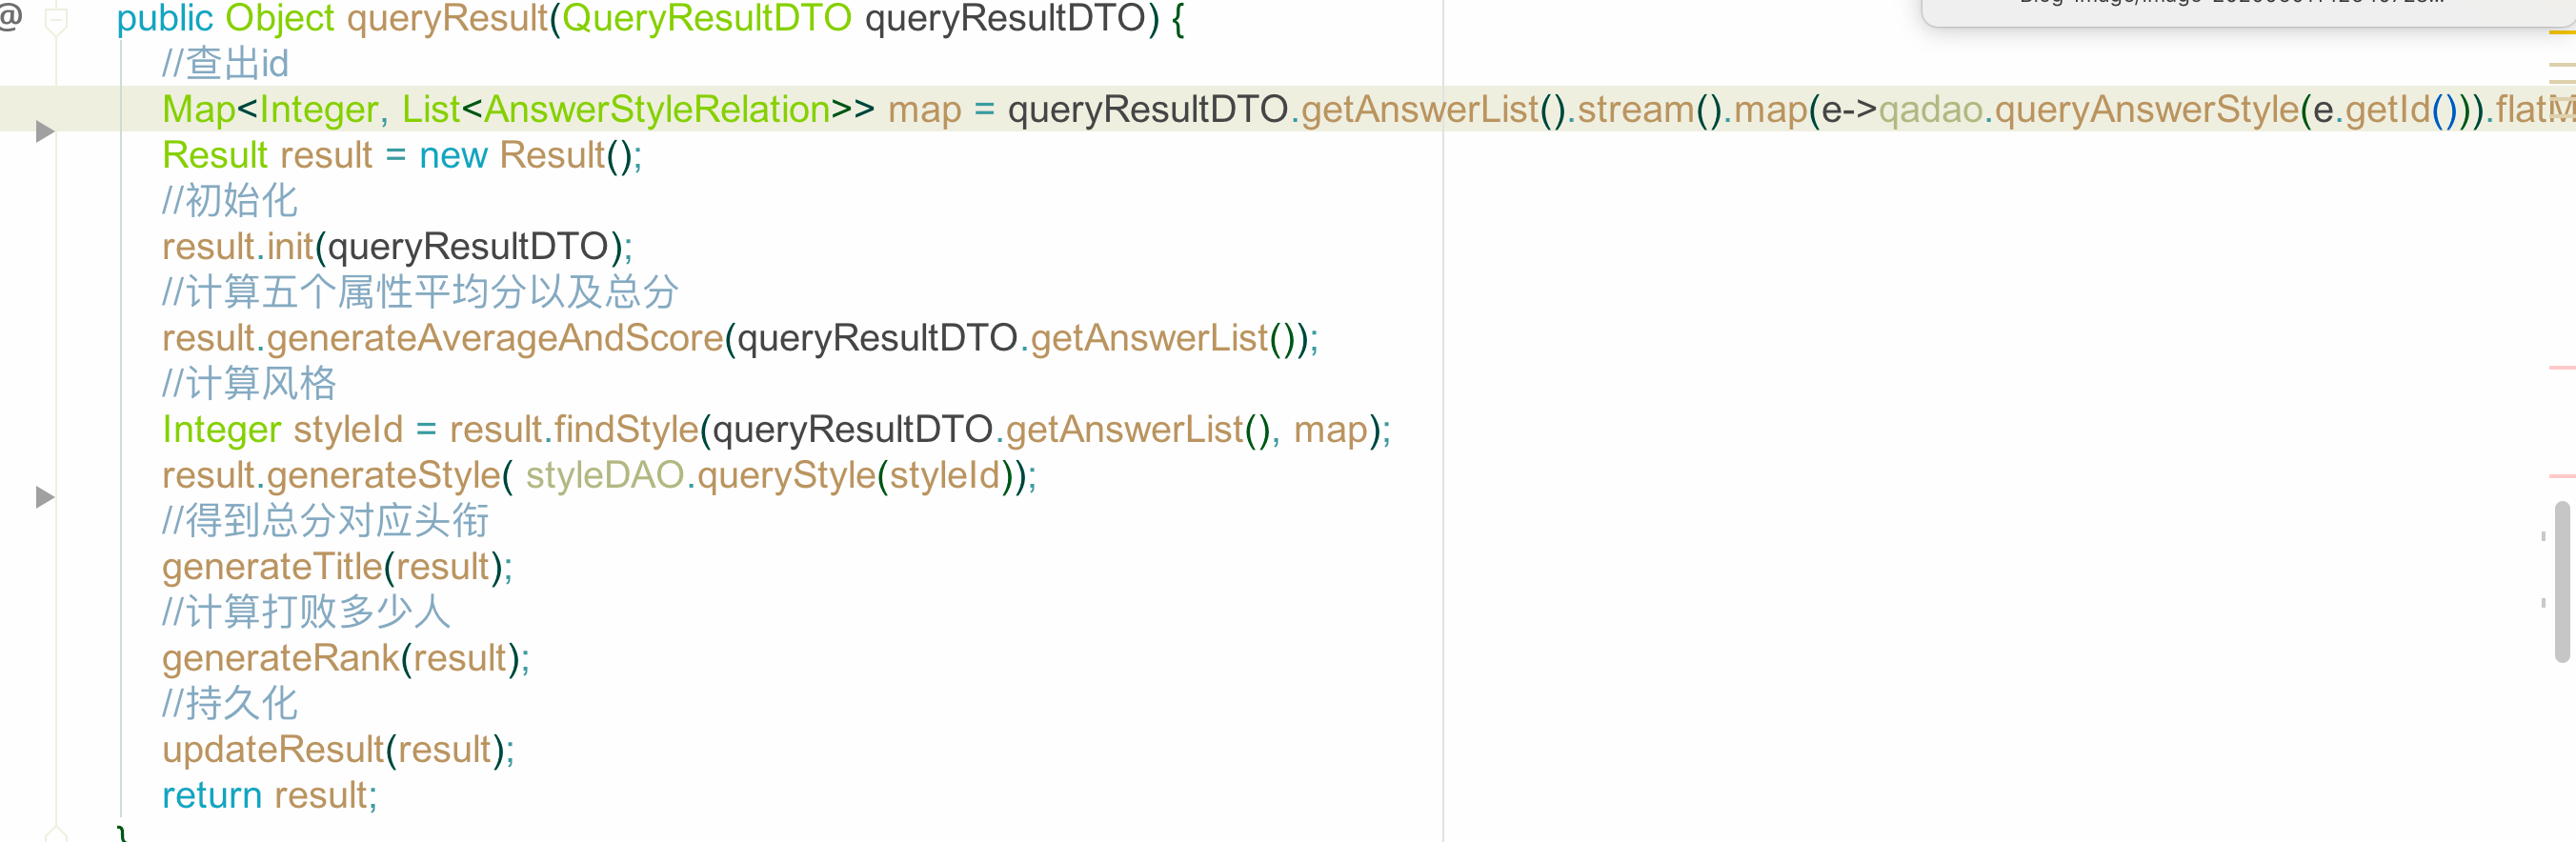 @ public Object queryResult(QueryResultDTO queryResultDTO) {
//查出id
Map<Integer, List<AnswerStyleRelation>> map = queryResultDTO.getAnswerList().stream().map(e->qadao.queryAnswerStyle(e.getId())).flatM
Result result = new Result();
//初始化
result.init(queryResultDTO);
//计算五个属性平均分以及总分
result.generateAverageAndScore(queryResultDTO.getAnswerList());
//计算风格
Integer styleId = result.findStyle(queryResultDTO.getAnswerList(), map);
result.generateStyle( styleDAO.queryStyle(styleId));
//得到总分对应头衔
generateTitle(result);
//计算打败多少人
generateRank(result);
//持久化
updateResult(result);
return result;
}